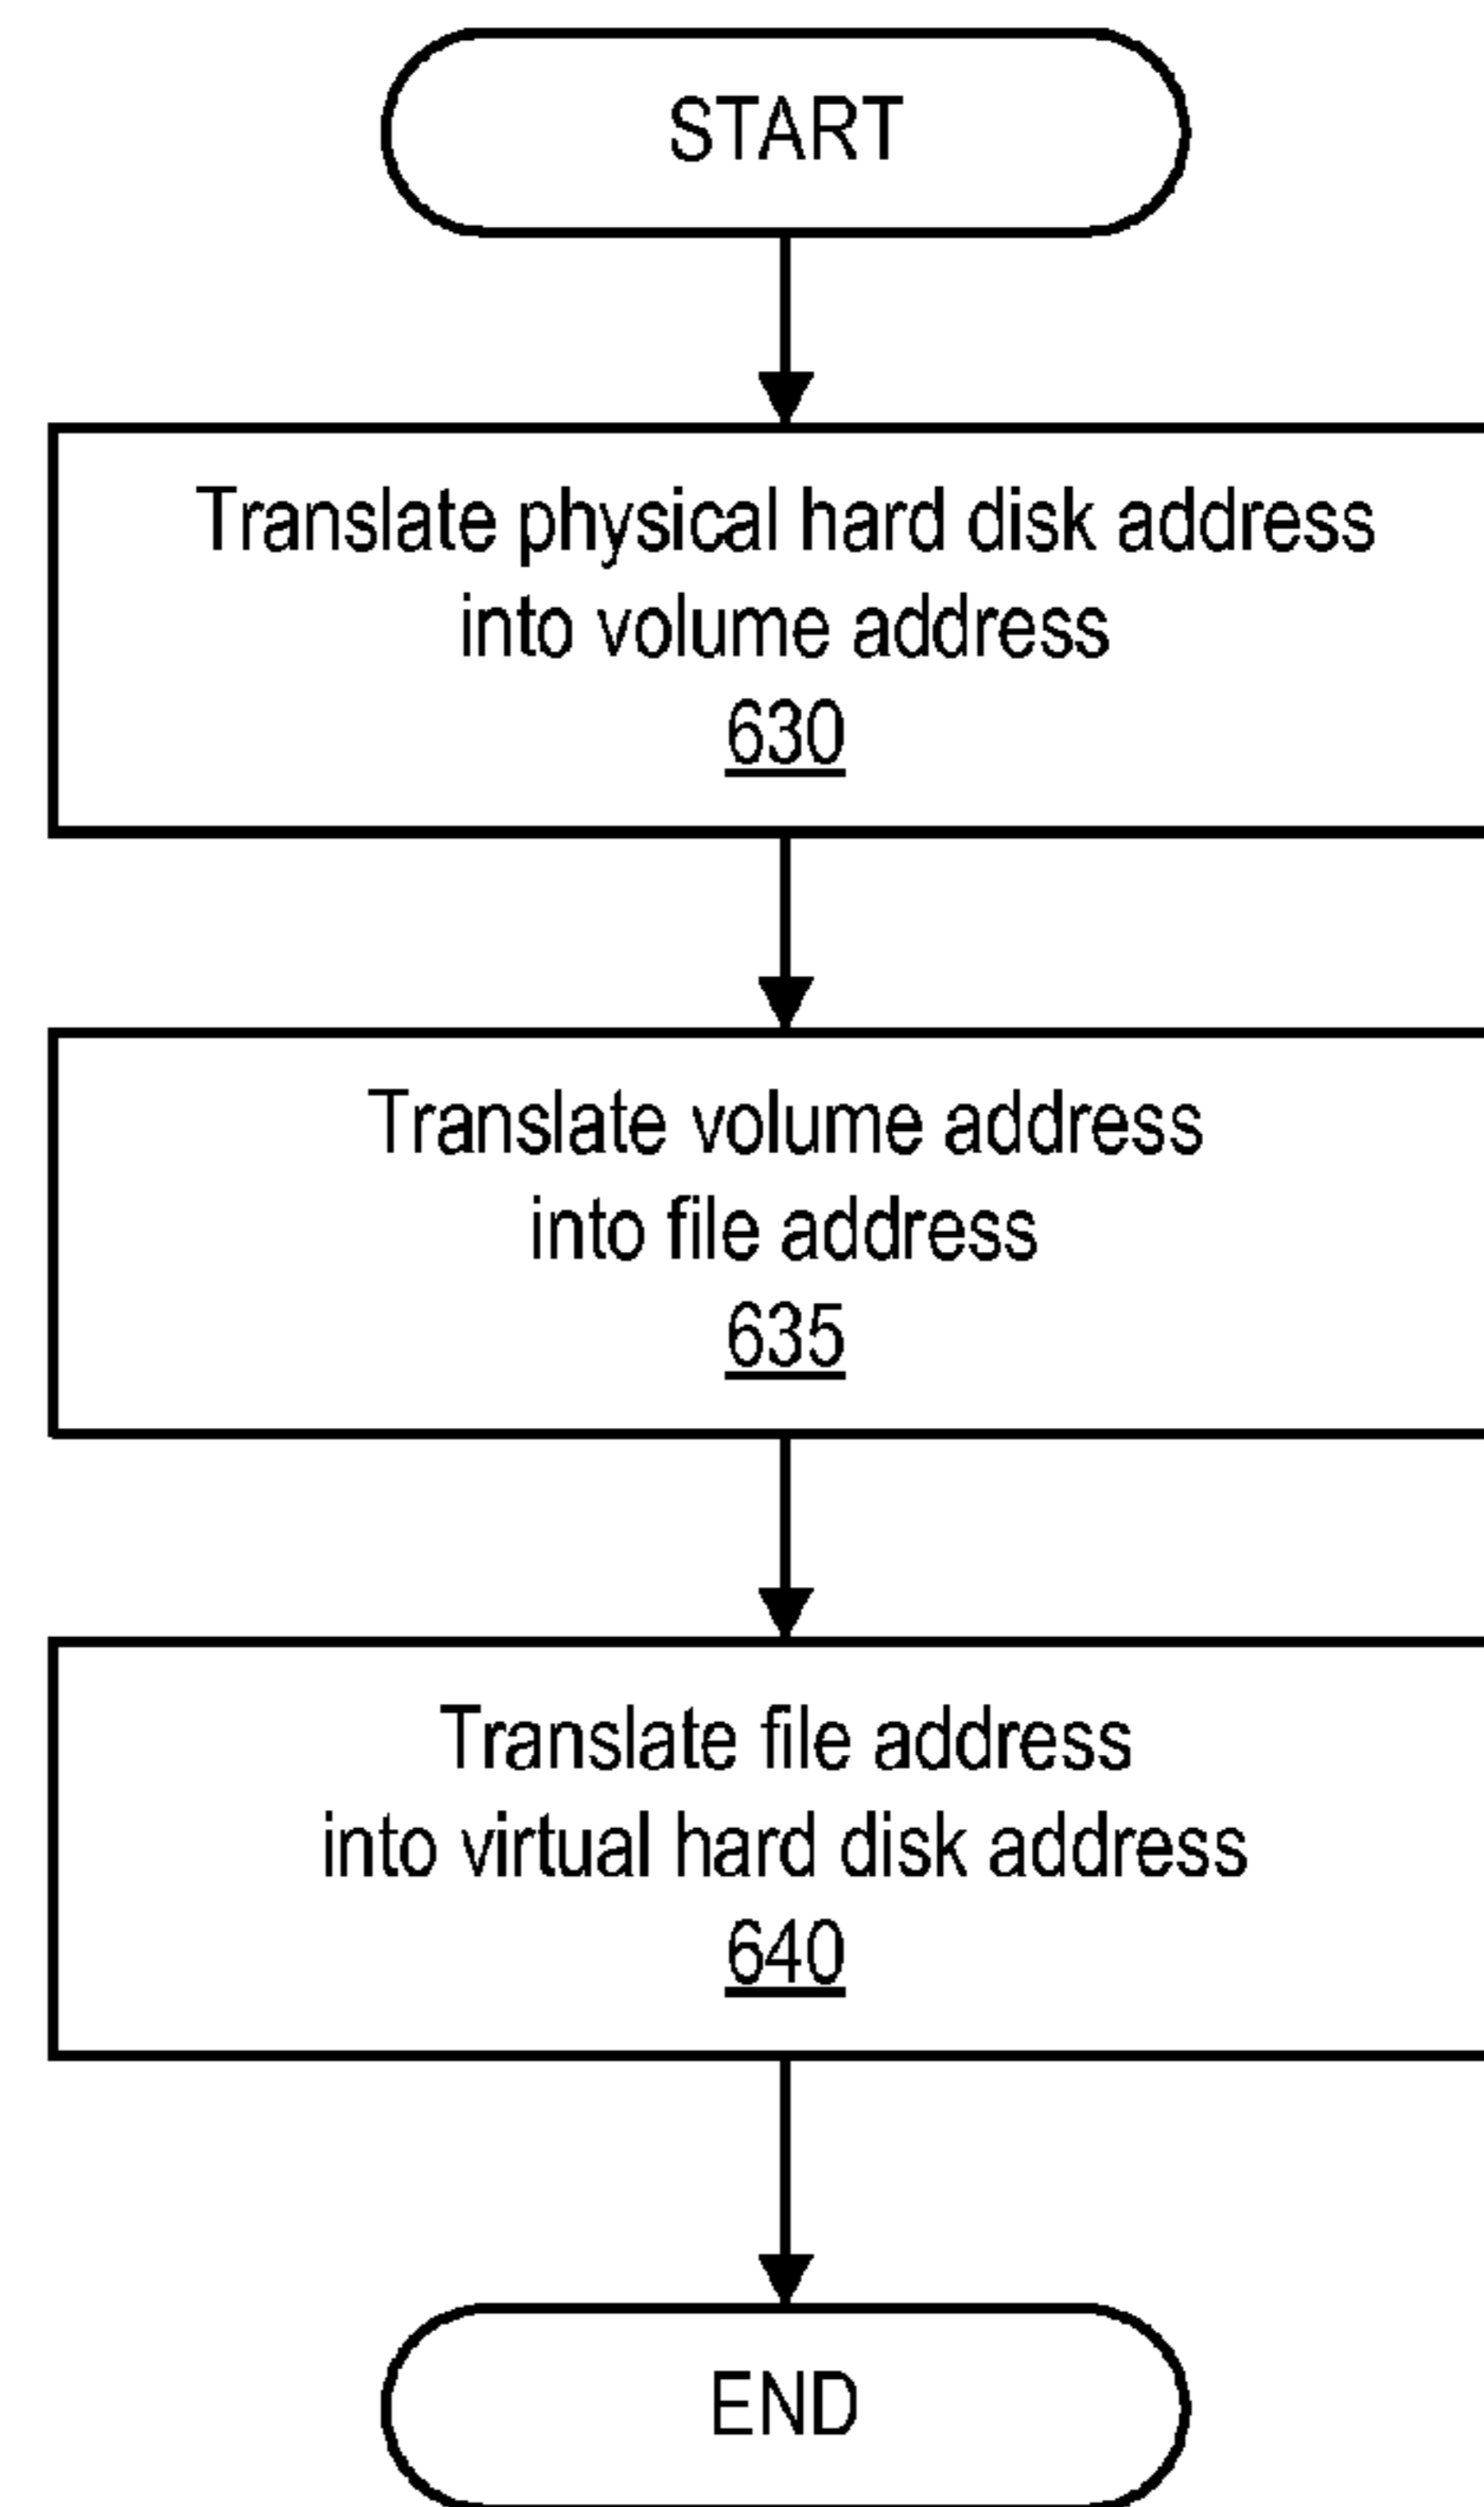 START
Translate physical hard disk address
into volume address
630
Translate volume address
into file address
635
Translate file address
into virtual hard disk address
640
END